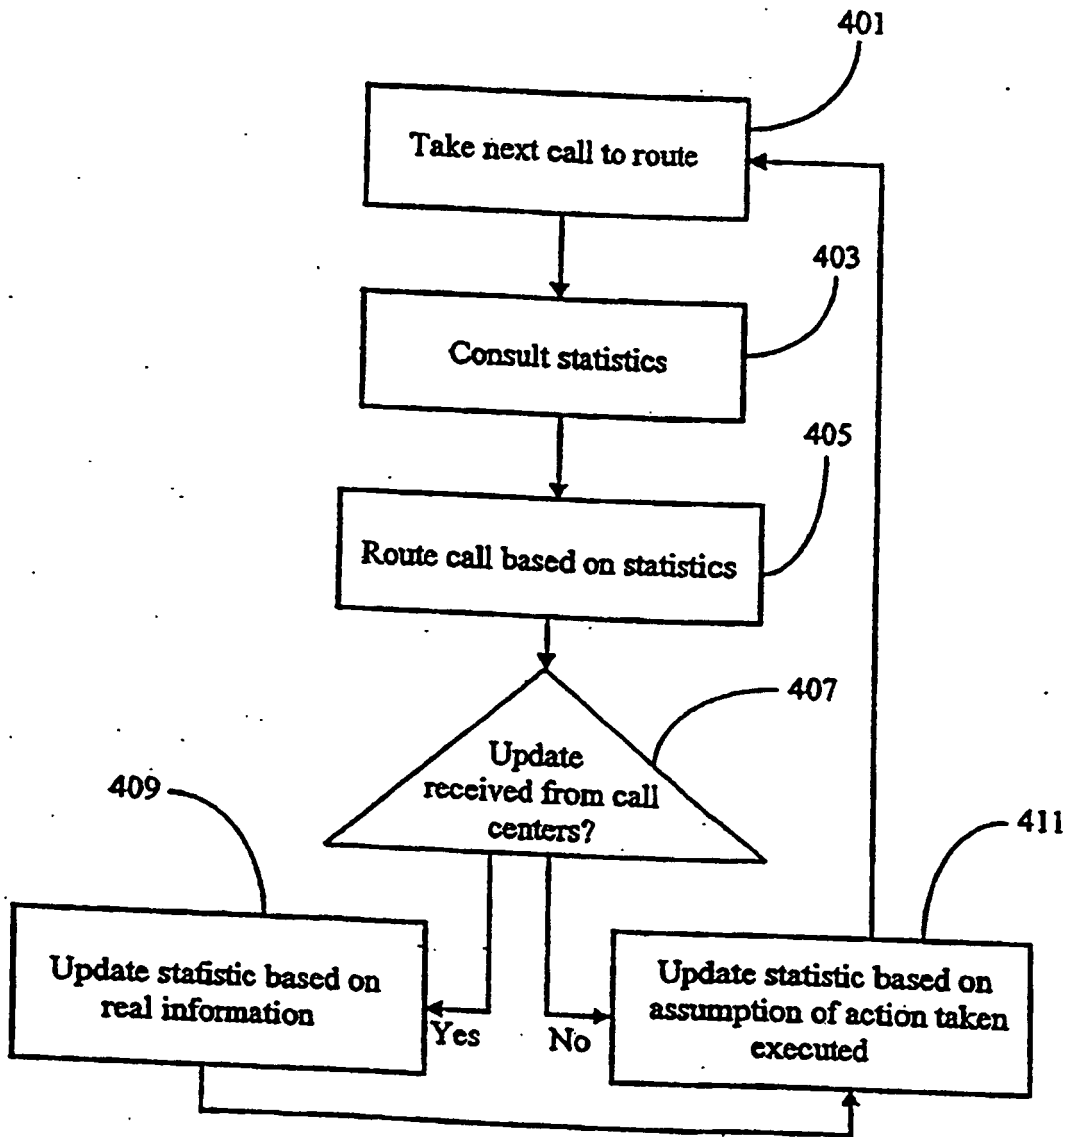 401
Take next call to route
403
Consult statistics
405
Route call based on statistics
407
Update
received from call
centers?
409
411
Update statistic based on
real information
Update statistic based on
assumption of action taken
executed
Yes
No